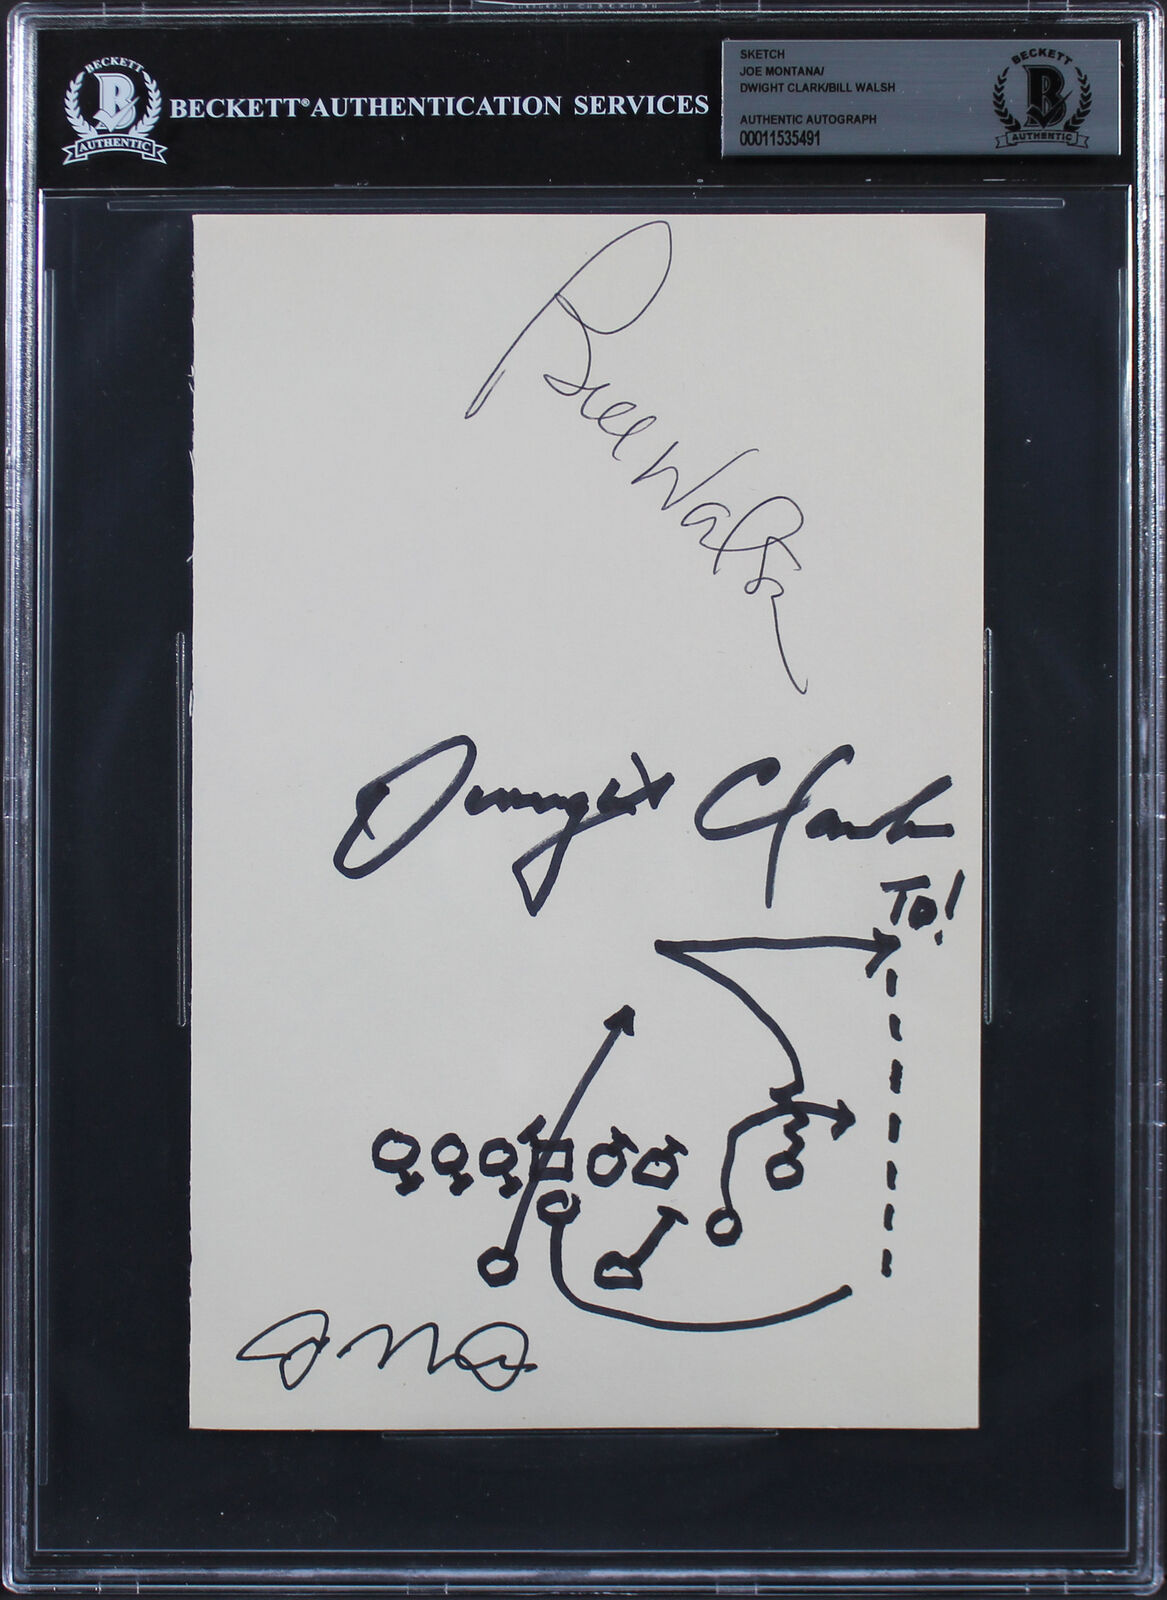 BECKETT
B
AUTHENTIC
BECKETT® AUTHENTICATION SERVICES
SKETCH
JOE MONTANA/
DWIGHT CLARK/BILL WALSH
AUTHENTIC AUTOGRAPH
00011535491
BECKETT
B
AUTHENTIC
Bill Walsh
Dwight Clark
TD!